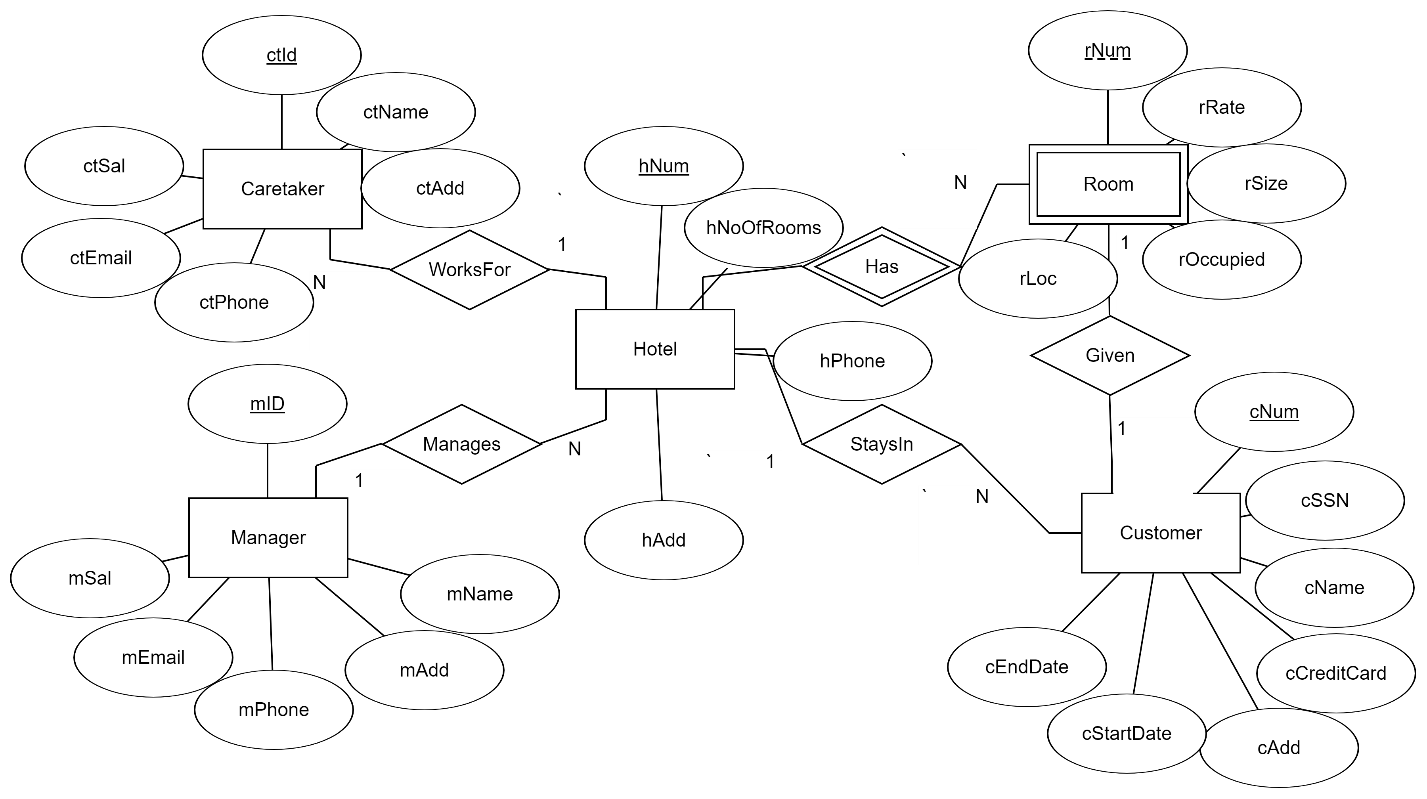 ctId
ctName
ctSal
Caretaker
ctAdd
ctEmail
ctPhone
N
WorksFor
1
`
hNum
hNoOfRooms
`
N
Has
rNum
rRate
Room
rSize
1
rOccupied
rLoc
Hotel
hPhone
Given
mID
Manages
N
1
`
1
StaysIn
`
N
1
cNum
cSSN
Customer
hAdd
Manager
mSal
mName
mEmail
mAdd
mPhone
cName
cEndDate
cCreditCard
cStartDate
cAdd